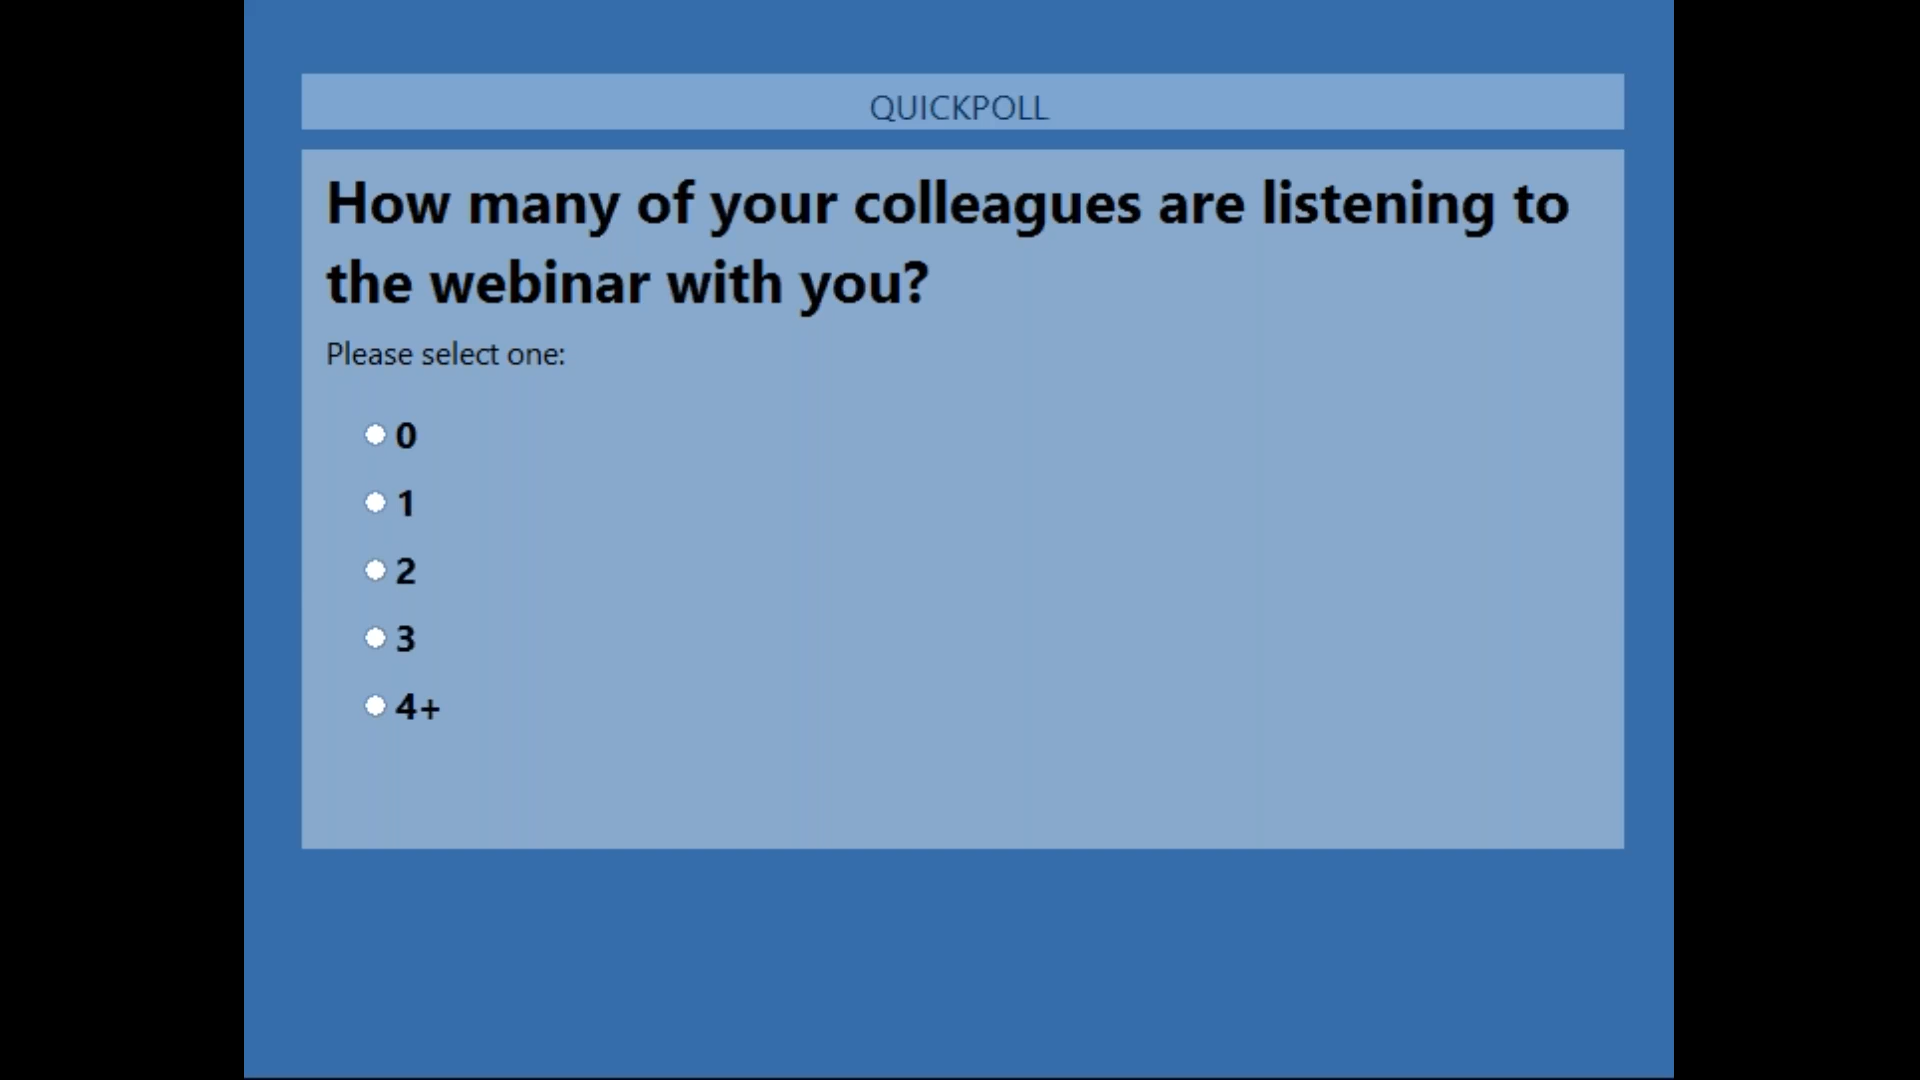 QUICKPOLL
How many of your colleagues are listening to
the webinar with you?
Please select one:
0
1
2
3
4+